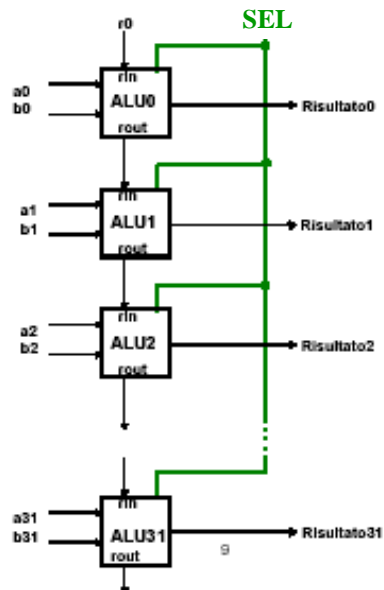 SEL
r0
rin
a0
b0
ALU0
Risultato0
rout
rin
a1
b1
ALU1
Risultato1
rout
rin
a2
b2
ALU2
Risultato2
rout
rin
a31
b31
ALU31
Risultato31
rout
9